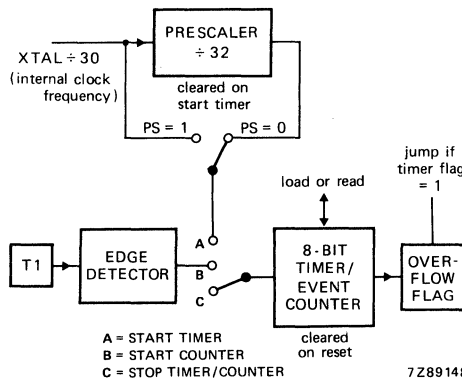 PRESCALER
÷ 32
XTAL ÷ 30
(internal clock
frequency)
cleared on
start timer
PS = 1
PS = 0
jump if
timer flag
= 1
load or read
A
B
C
T1
EDGE
DETECTOR
8-BIT
TIMER/
EVENT
COUNTER
OVER-
FLOW
FLAG
cleared
on reset
A = START TIMER
B = START COUNTER
C = STOP TIMER/COUNTER
7Z89148